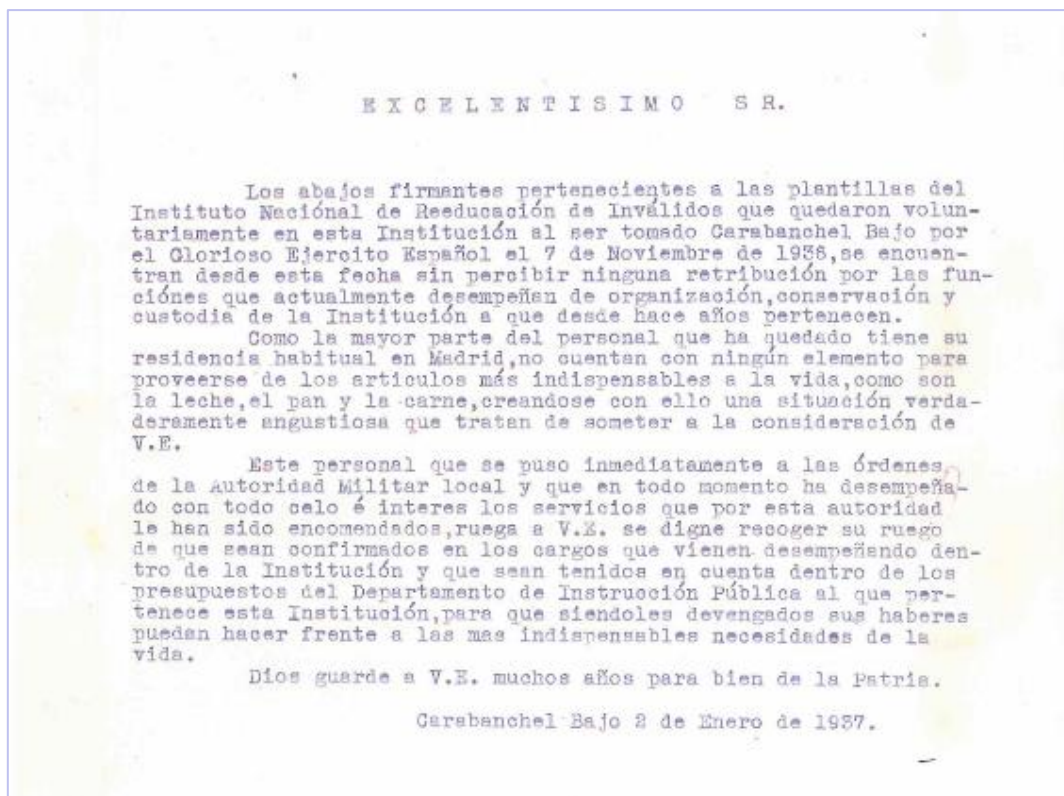 EXCELENTISIMO SR.
Los abajos firmantes pertenecientes a las plantillas del
Instituto Naciónal de Reeducación de Inválidos que quedaron volun-
tariamente en esta Institución al ser tomado Carabanchel Bajo por
el Glorioso Ejercito Español el 7 de Noviembre de 1936,se encuen-
tran desde esta fecha sin percibir ninguna retribución por las fun-
ciónes que actualmente desempeñan de organización,conservación y
custodia de la Institución a que desde hace años pertenecen.
Como la mayor parte del personal que ha quedado tiene su
residencia habitual en Madrid,no cuentan con ningún elemento para
proveerse de los articulos más indispensables a la vida,como son
la leche,el pan y la carne,creandose con ello una situación verda-
deramente angustiosa que tratan de someter a la consideración de
V.E.
Este personal que se puso inmediatamente a las órdenes
de la Autoridad Militar local y que en todo momento ha desempeña-
do con todo celo é interes los servicios que por esta autoridad
le han sido encomendados,ruega a V.E. se digne recoger su ruego
de que sean confirmados en los cargos que vienen desempeñando den-
tro de la Institución y que sean tenidos en cuenta dentro de los
presupuestos del Departamento de Instrucción Pública al que per-
tenece esta Institución,para que siendoles devengados sus haberes
puedan hacer frente a las mas indispensables necesidades de la
vida.
Dios guarde a V.E. muchos años para bien de la Patria.
Carabanchel Bajo 2 de Enero de 1937.